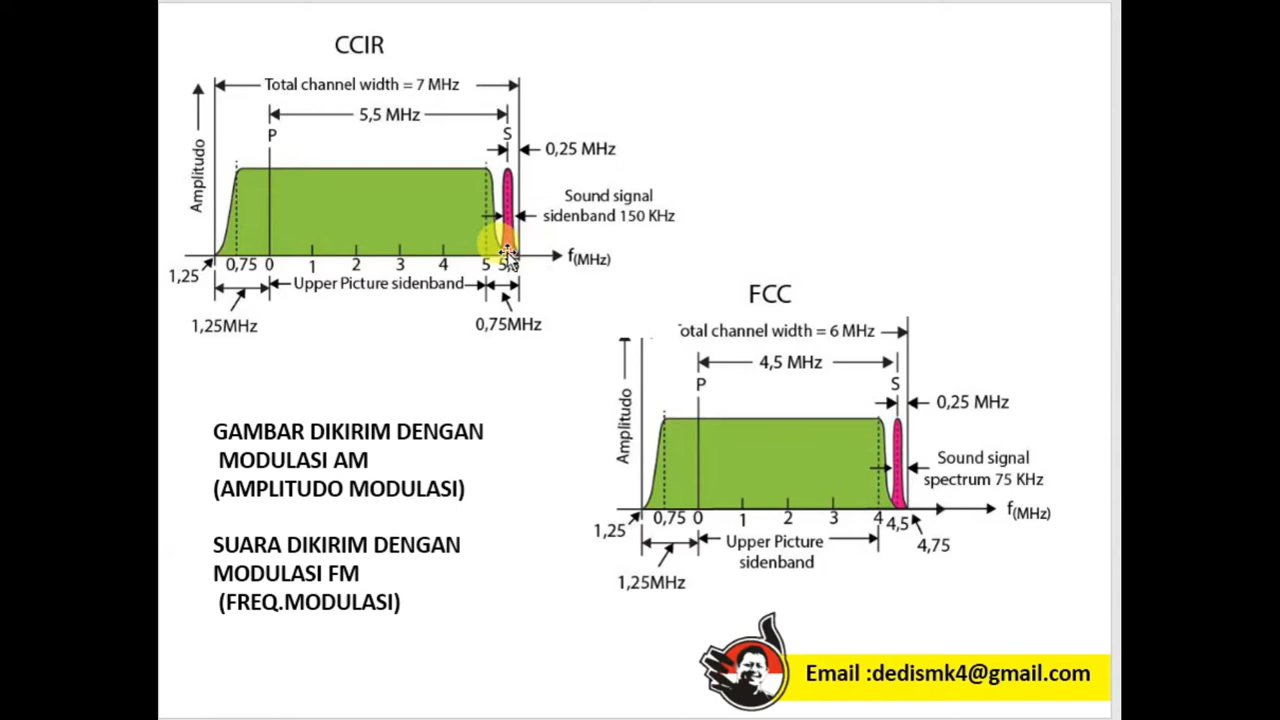 CCIR
Total channel width = 7 MHz
5,5 MHz
P
S
0,25 MHz
Amplitudo
Sound signal
sidenband 150 KHz
f(MHz)
1,25
0,75 0 1 2 3 4 5
Upper Picture sidenband
1,25MHz
0,75MHz
FCC
otal channel width = 6 MHz
4,5 MHz
P
S
0,25 MHz
Amplitudo
Sound signal
spectrum 75 KHz
f(MHz)
1,25
0,75 0 1 2 3 4 4,5
4,75
Upper Picture
sidenband
1,25MHz
GAMBAR DIKIRIM DENGAN
MODULASI AM
(AMPLITUDO MODULASI)
SUARA DIKIRIM DENGAN
MODULASI FM
(FREQ.MODULASI)
Email :dedismk4@gmail.com